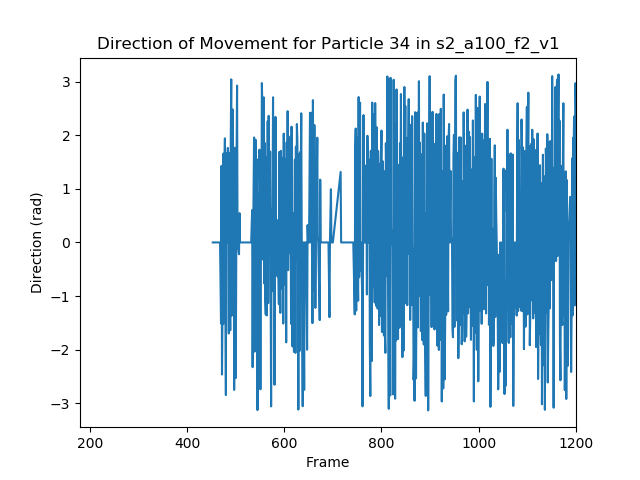 Direction of Movement for Particle 34 in s2_a100_f2_v1
3
2
1
0
−1
−2
−3
Direction (rad)
200 400 600 800 1000 1200
Frame